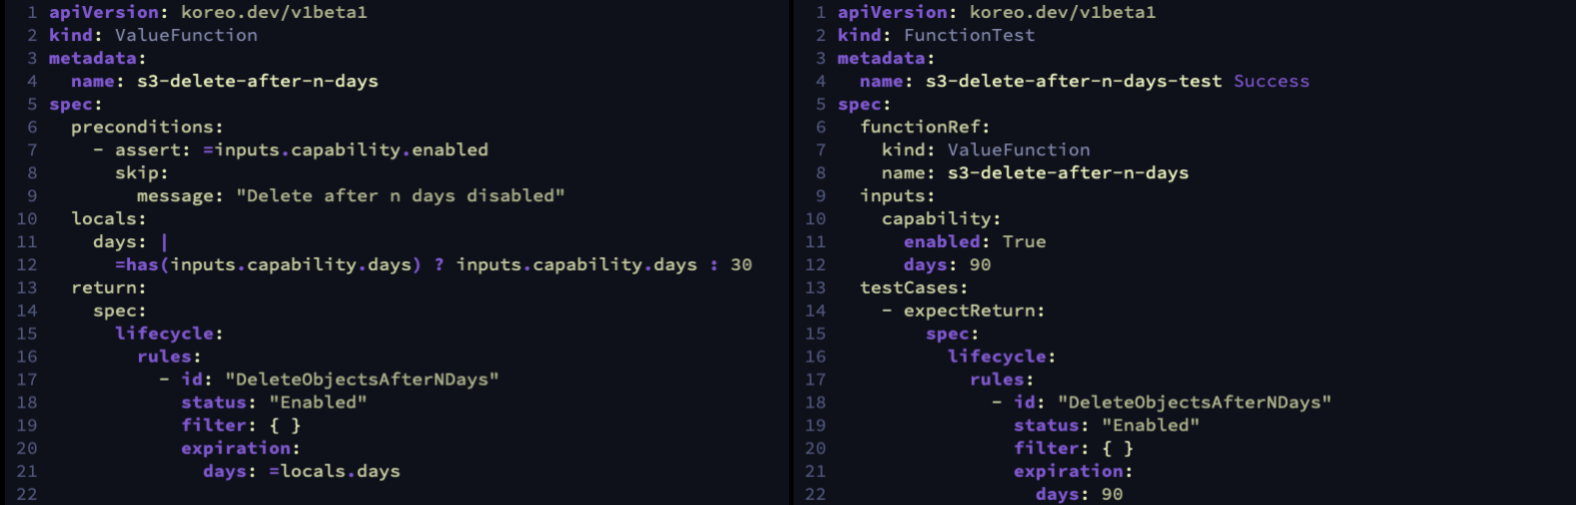 1 apiVersion: koreo.dev/v1beta1
2 kind: ValueFunction
3 metadata:
4   name: s3-delete-after-n-days
5 spec:
6   preconditions:
7     - assert: =inputs.capability.enabled
8       skip:
9         message: "Delete after n days disabled"
10   locals:
11     days: |
12       =has(inputs.capability.days) ? inputs.capability.days : 30
13   return:
14     spec:
15       lifecycle:
16         rules:
17           - id: "DeleteObjectsAfterNDays"
18             status: "Enabled"
19             filter: { }
20             expiration:
21               days: =locals.days
22
1 apiVersion: koreo.dev/v1beta1
2 kind: FunctionTest
3 metadata:
4   name: s3-delete-after-n-days-test Success
5 spec:
6   functionRef:
7     kind: ValueFunction
8     name: s3-delete-after-n-days
9   inputs:
10     capability:
11       enabled: True
12       days: 90
13   testCases:
14     - expectReturn:
15         spec:
16           lifecycle:
17             rules:
18               - id: "DeleteObjectsAfterNDays"
19                 status: "Enabled"
20                 filter: { }
21                 expiration:
22                   days: 90